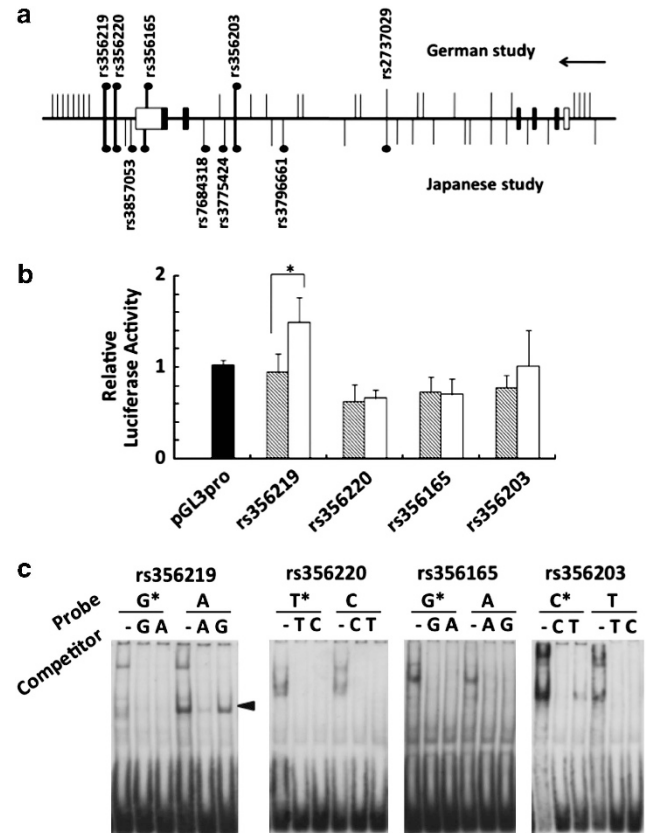 a
rs356219
rs356220
rs356165
rs356203
rs2737029
German study
rs3857053
rs7684318
rs3775424
rs3796661
Japanese study
b
Relative
Luciferase Activity
2
1
0
*
pGL3pro
rs356219
rs356220
rs356165
rs356203
c
rs356219 rs356220 rs356165 rs356203
Probe G* A T* C G* A C* T
Competitor - G A - A G - T C - C T - G A - A G - C T - T C